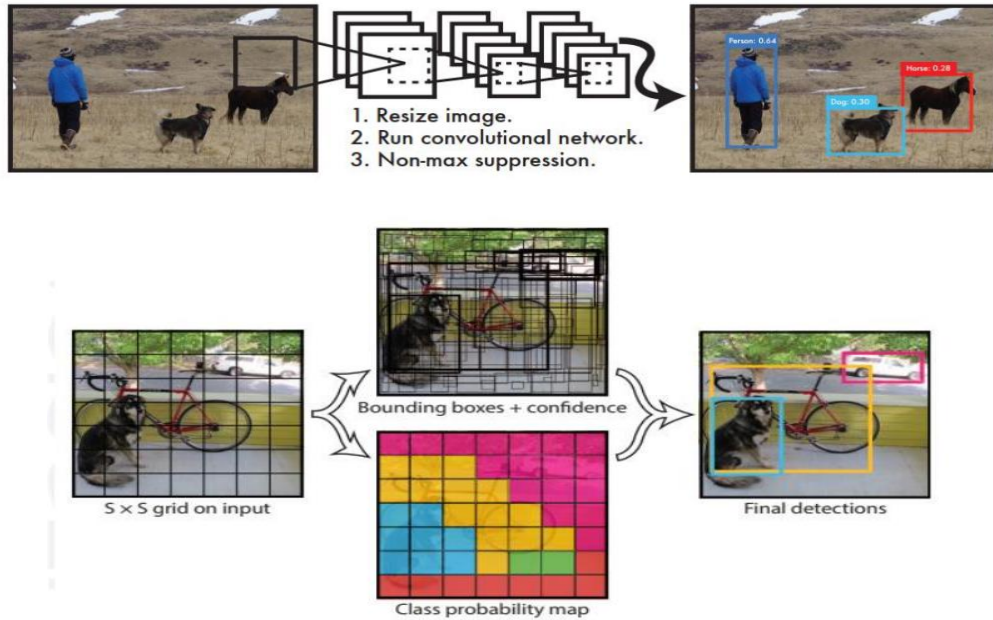 Person: 0.64
Horse: 0.28
Dog: 0.30
1. Resize image.
2. Run convolutional network.
3. Non-max suppression.
Bounding boxes + confidence
S × S grid on input
Final detections
Class probability map